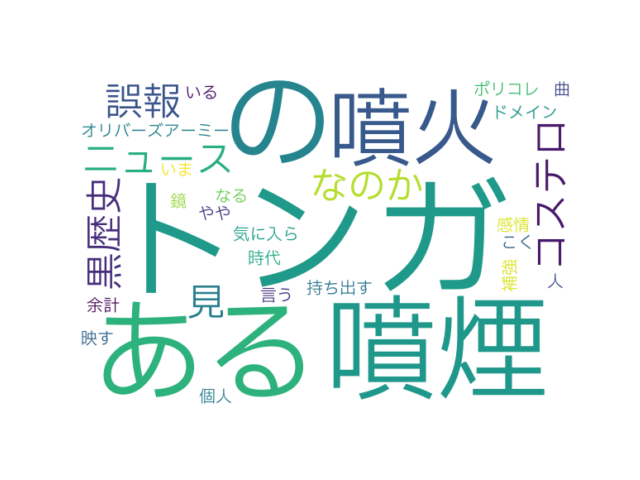 の
噴火
ポリコレ
曲
誤報
いる
ドメイン
オリバーズアーミー
ニュース
いま
コステロ
なのか
トンガ
黒歴史
鏡
なる
やや
感情
こく
気に入ら
時代
補強
人
余計
見
言う
持ち出す
ある
噴煙
映す
個人